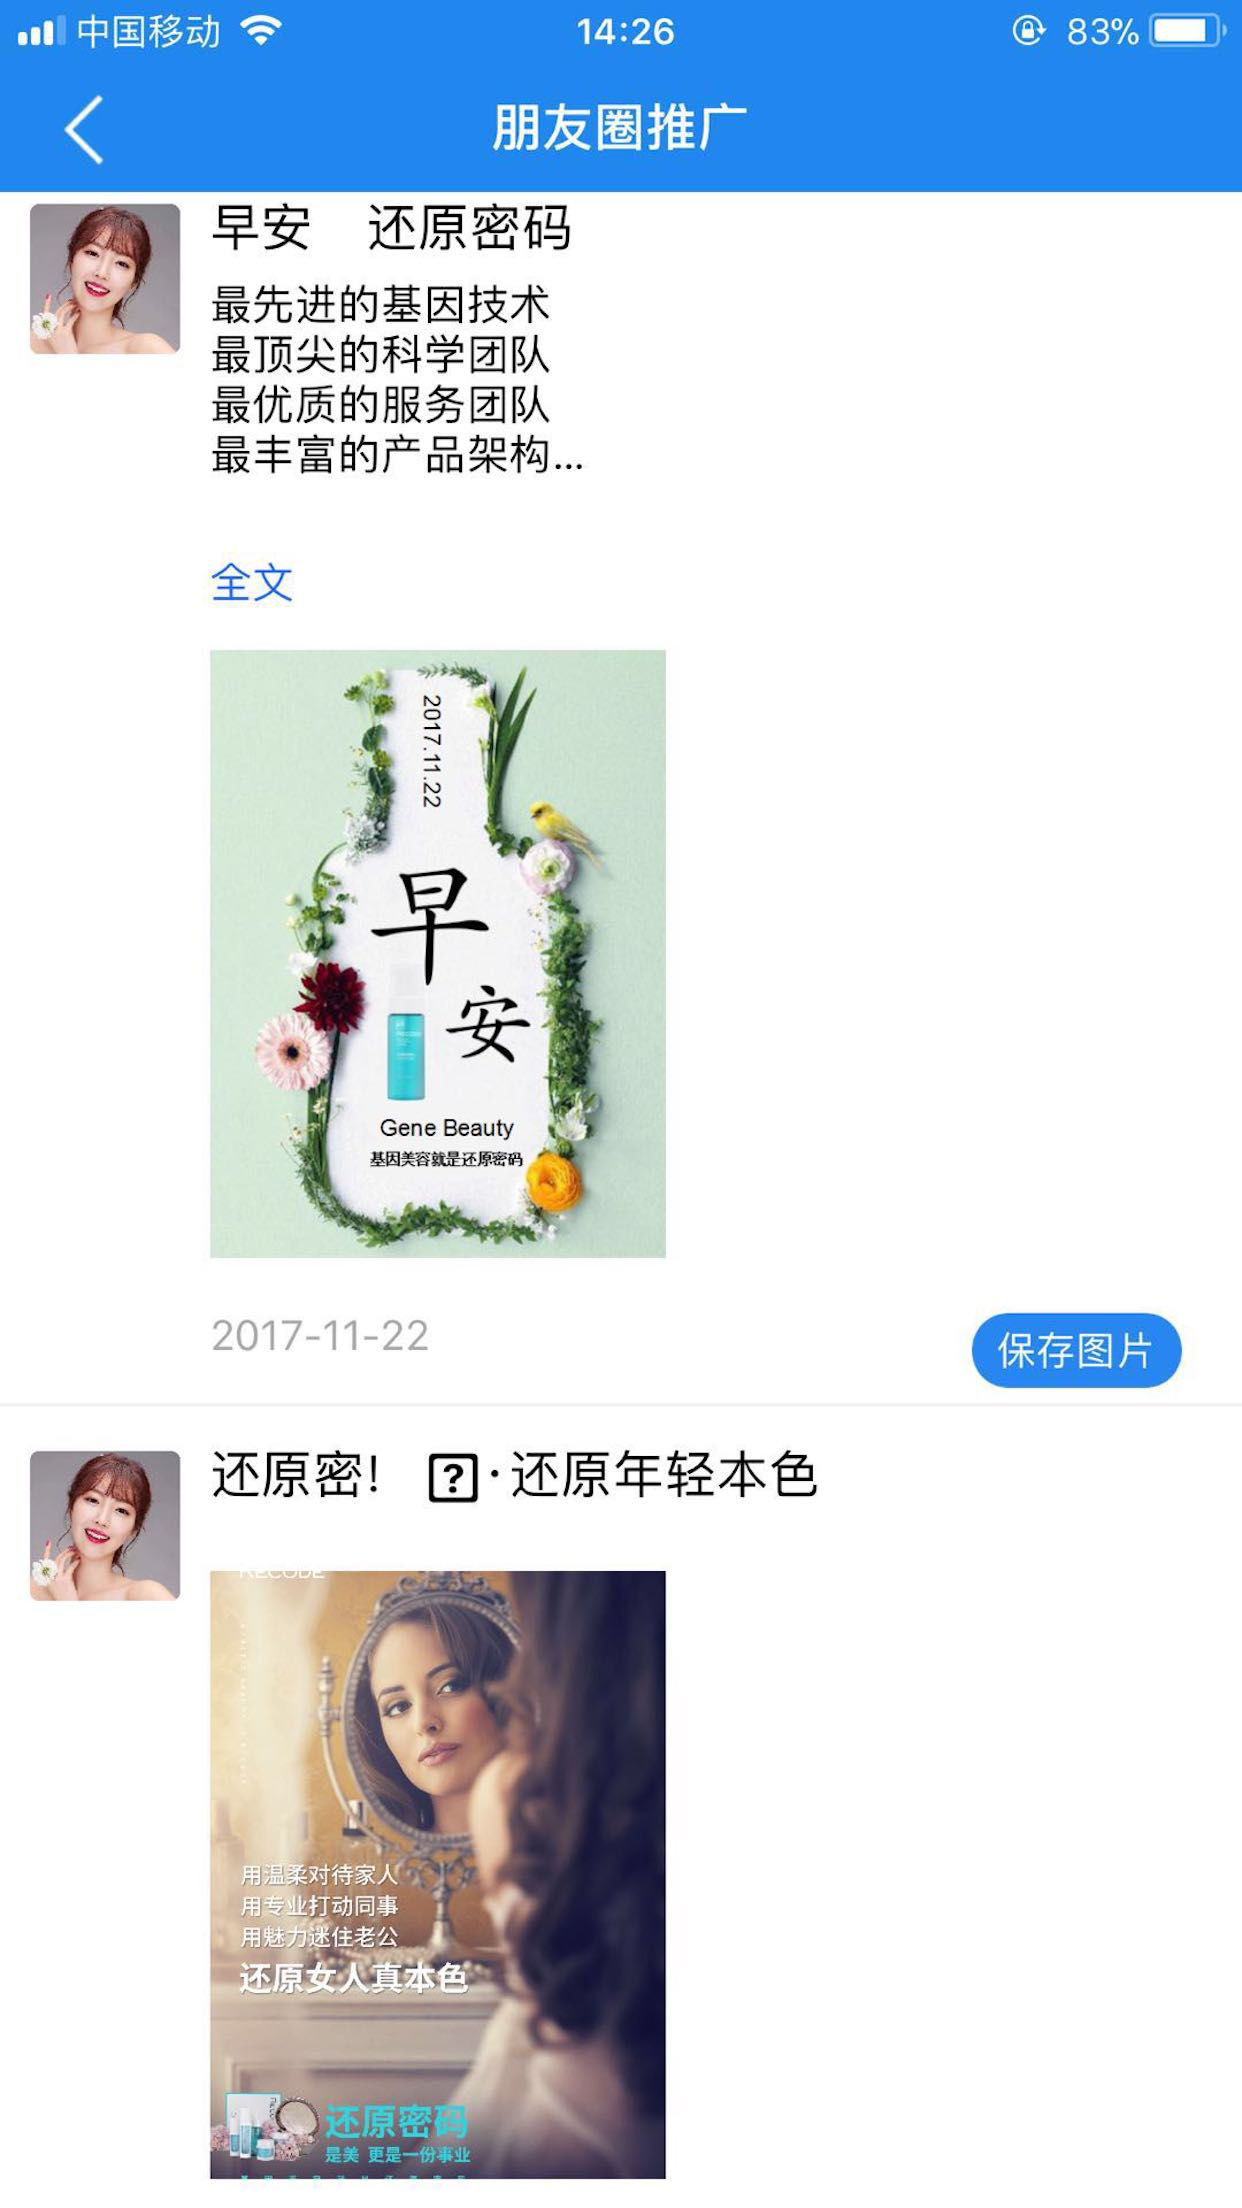 中国移动 14:26 83%
朋友圈推广
早安 还原密码
最先进的基因技术
最顶尖的科学团队
最优质的服务团队
最丰富的产品架构...
全文
2017.11.22
早
安
Gene Beauty
基因美容就是还原密码
2017-11-22
保存图片
还原密! ?·还原年轻本色
RECODE
用温柔对待家人
用专业打动同事
用魅力迷住老公
还原女人真本色
还原密码
是美 更是一份事业